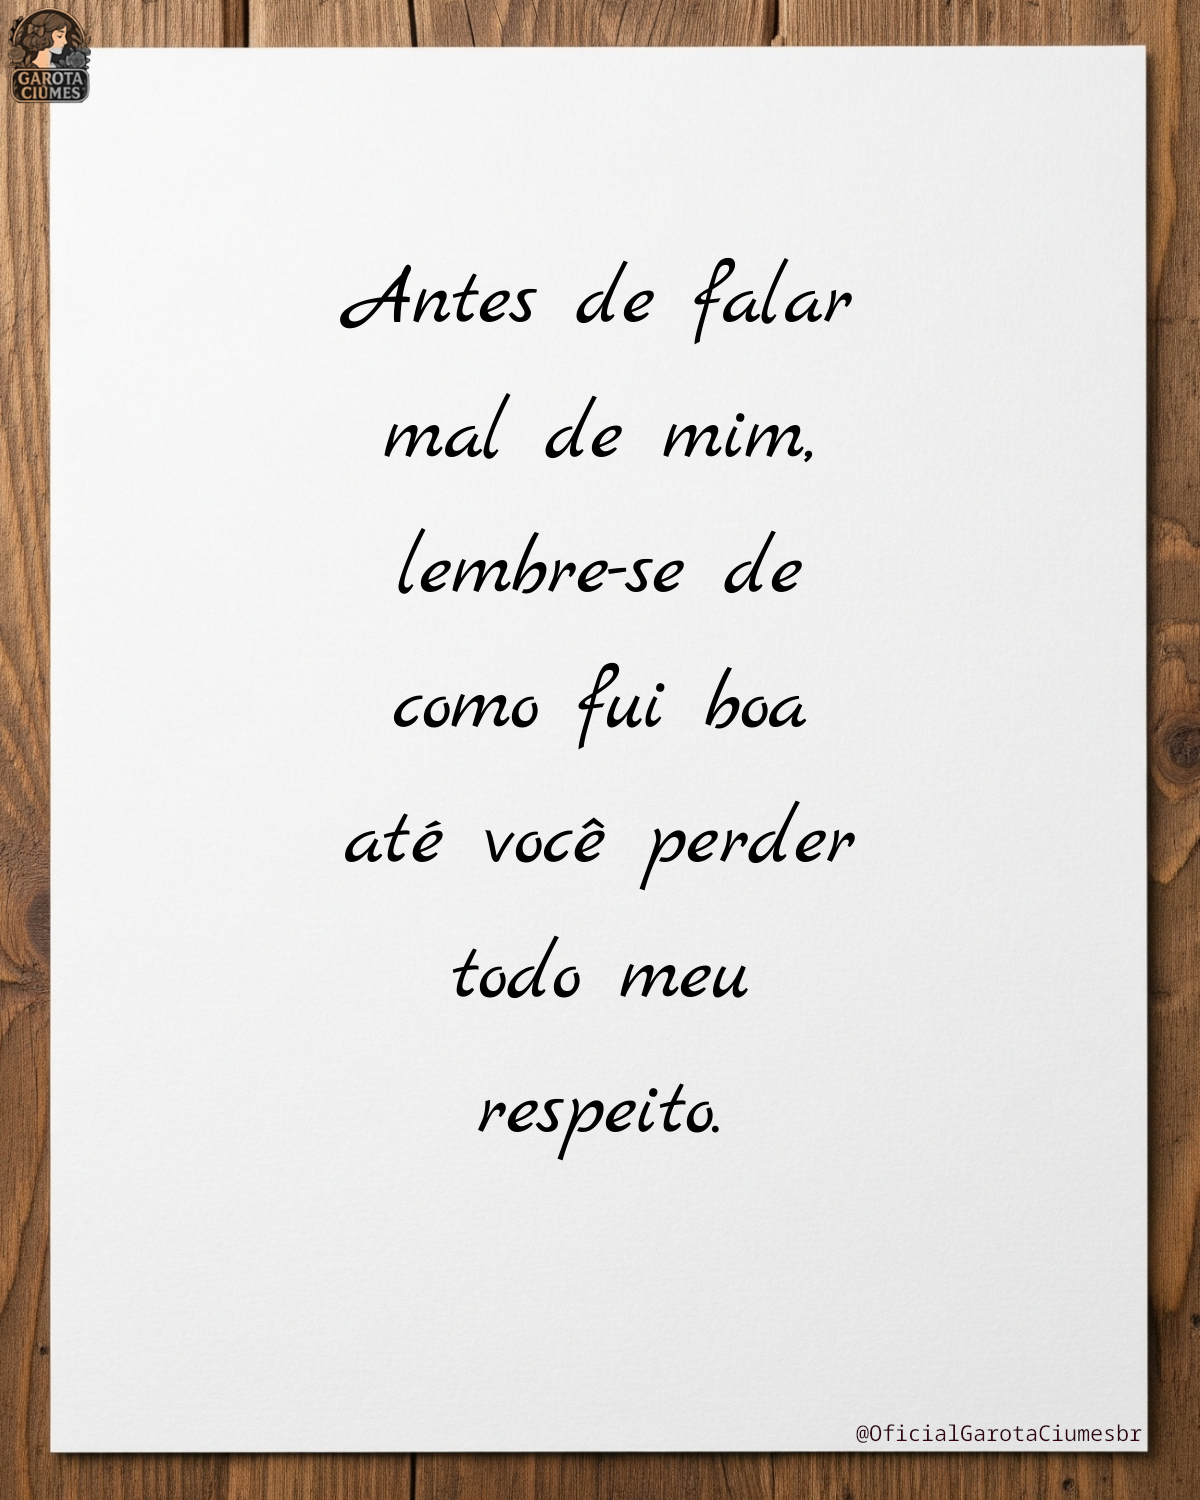 GAROTA
CIÚMES
Antes de falar
mal de mim,
lembre-se de
como fui boa
até você perder
todo meu
respeito.
@OficialGarotaCiumesbr